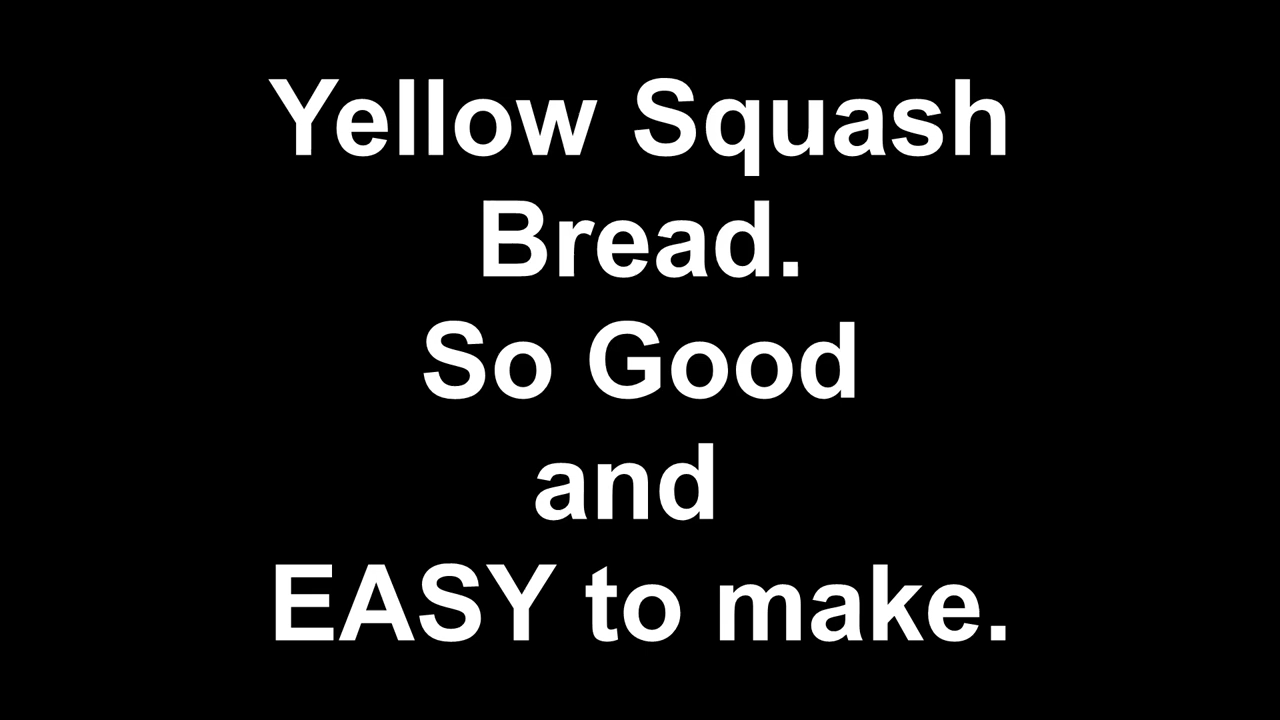 Yellow Squash
Bread.
So Good
and
EASY to make.